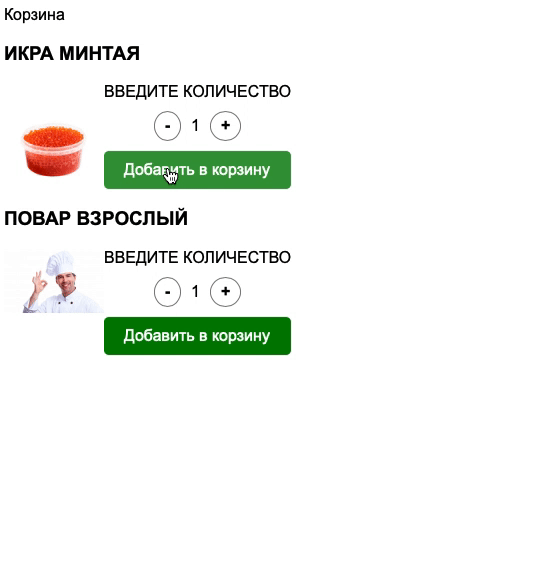 Корзина
ИКРА МИНТАЯ
ВВЕДИТЕ КОЛИЧЕСТВО
- 1 +
Добавить в корзину
ПОВАР ВЗРОСЛЫЙ
ВВЕДИТЕ КОЛИЧЕСТВО
- 1 +
Добавить в корзину